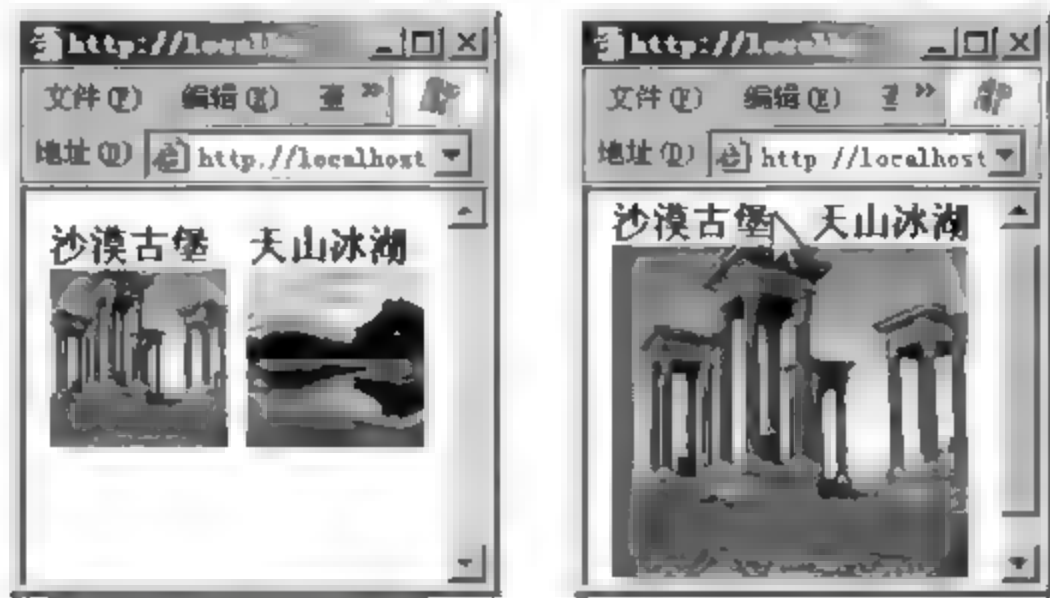 http://local
文件(F) 编辑(E) 查 »
地址(D) http://localhost
沙漠古堡 天山冰湖
http://local
文件(F) 编辑(E) »
地址(D) http //localhost
沙漠古堡 天山冰湖